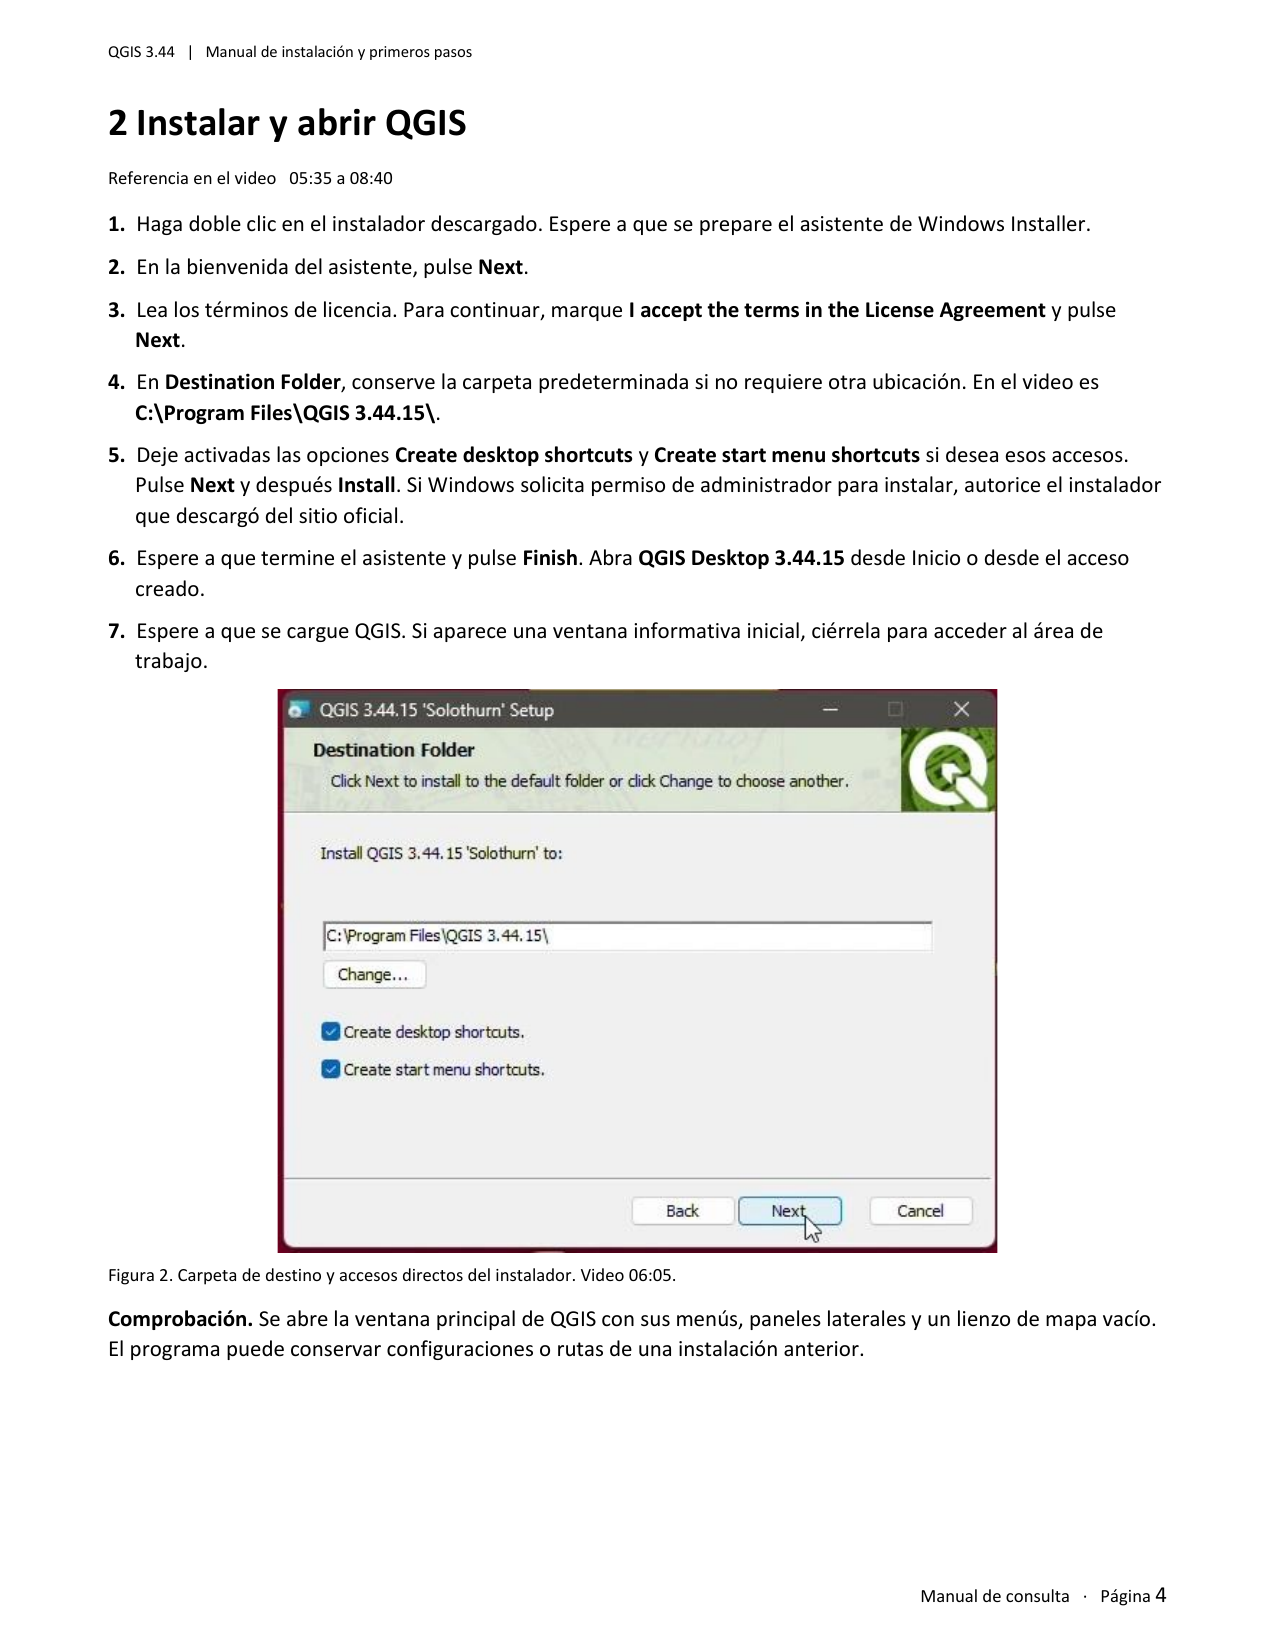 QGIS 3.44 | Manual de instalación y primeros pasos
2 Instalar y abrir QGIS
Referencia en el video 05:35 a 08:40
1. Haga doble clic en el instalador descargado. Espere a que se prepare el asistente de Windows Installer.
2. En la bienvenida del asistente, pulse Next.
3. Lea los términos de licencia. Para continuar, marque I accept the terms in the License Agreement y pulse
Next.
4. En Destination Folder, conserve la carpeta predeterminada si no requiere otra ubicación. En el video es
C:\Program Files\QGIS 3.44.15\.
5. Deje activadas las opciones Create desktop shortcuts y Create start menu shortcuts si desea esos accesos.
Pulse Next y después Install. Si Windows solicita permiso de administrador para instalar, autorice el instalador
que descargó del sitio oficial.
6. Espere a que termine el asistente y pulse Finish. Abra QGIS Desktop 3.44.15 desde Inicio o desde el acceso
creado.
7. Espere a que se cargue QGIS. Si aparece una ventana informativa inicial, ciérrela para acceder al área de
trabajo.
QGIS 3.44.15 'Solothurn' Setup
Destination Folder
Click Next to install to the default folder or click Change to choose another.
Install QGIS 3.44.15 'Solothurn' to:
C:\Program Files\QGIS 3.44.15\
Change...
Create desktop shortcuts.
Create start menu shortcuts.
Back Next Cancel
Figura 2. Carpeta de destino y accesos directos del instalador. Video 06:05.
Comprobación. Se abre la ventana principal de QGIS con sus menús, paneles laterales y un lienzo de mapa vacío.
El programa puede conservar configuraciones o rutas de una instalación anterior.
Manual de consulta · Página 4